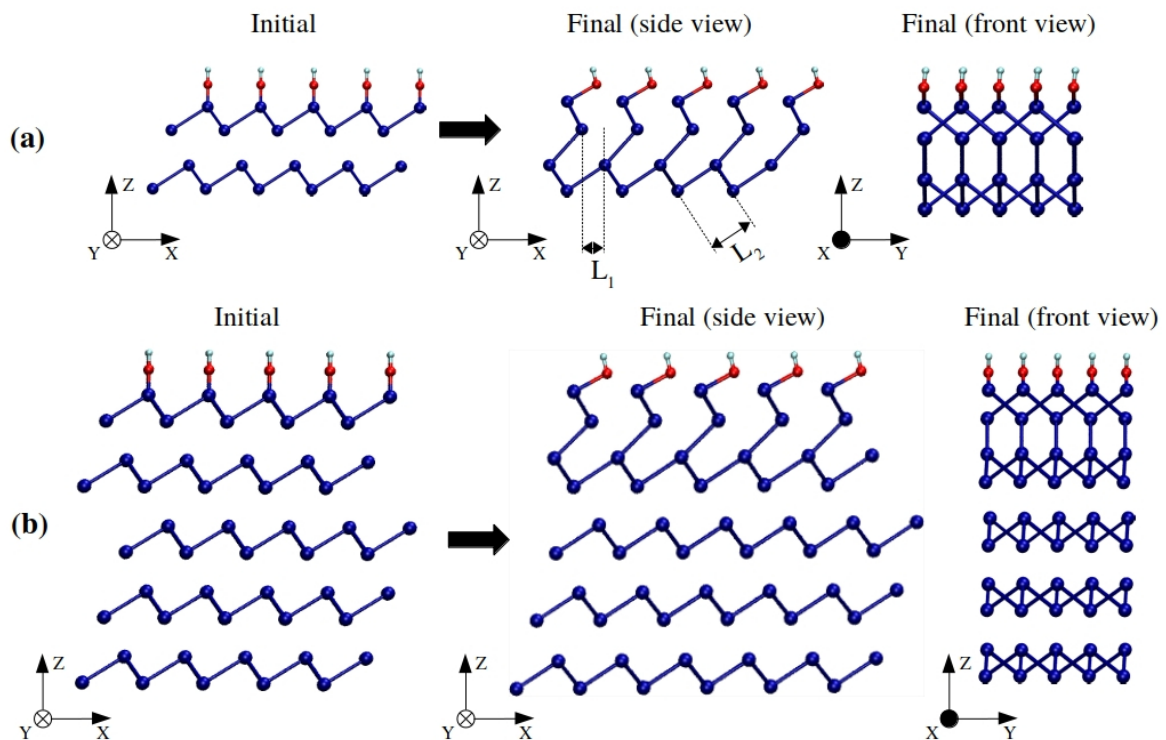 Initial
Final (side view)
Final (front view)
(a)
Z
Y
X
Z
Y
X
L1
L2
Z
X
Y
Initial
Final (side view)
Final (front view)
(b)
Z
Y
X
Z
Y
X
Z
X
Y